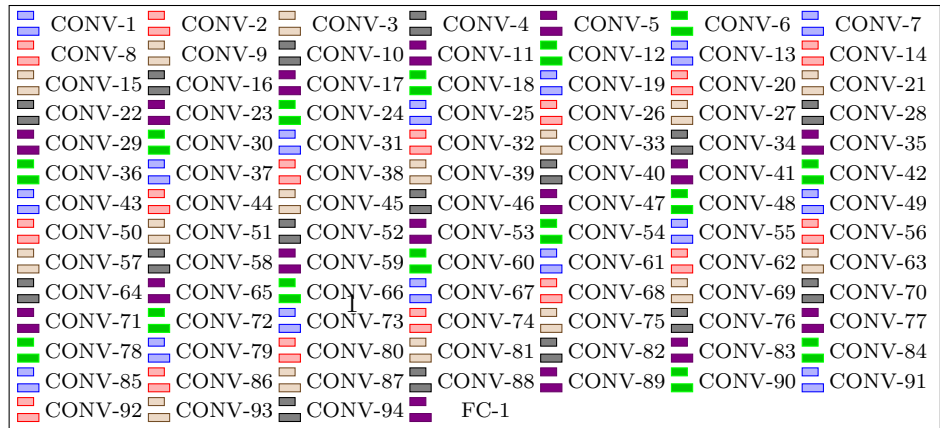 CONV-1 CONV-2 CONV-3 CONV-4 CONV-5 CONV-6 CONV-7
CONV-8 CONV-9 CONV-10 CONV-11 CONV-12 CONV-13 CONV-14
CONV-15 CONV-16 CONV-17 CONV-18 CONV-19 CONV-20 CONV-21
CONV-22 CONV-23 CONV-24 CONV-25 CONV-26 CONV-27 CONV-28
CONV-29 CONV-30 CONV-31 CONV-32 CONV-33 CONV-34 CONV-35
CONV-36 CONV-37 CONV-38 CONV-39 CONV-40 CONV-41 CONV-42
CONV-43 CONV-44 CONV-45 CONV-46 CONV-47 CONV-48 CONV-49
CONV-50 CONV-51 CONV-52 CONV-53 CONV-54 CONV-55 CONV-56
CONV-57 CONV-58 CONV-59 CONV-60 CONV-61 CONV-62 CONV-63
CONV-64 CONV-65 CONV-66 CONV-67 CONV-68 CONV-69 CONV-70
1
CONV-71 CONV-72 CONV-73 CONV-74 CONV-75 CONV-76 CONV-77
CONV-78 CONV-79 CONV-80 CONV-81 CONV-82 CONV-83 CONV-84
CONV-85 CONV-86 CONV-87 CONV-88 CONV-89 CONV-90 CONV-91
CONV-92 CONV-93 CONV-94 FC-1